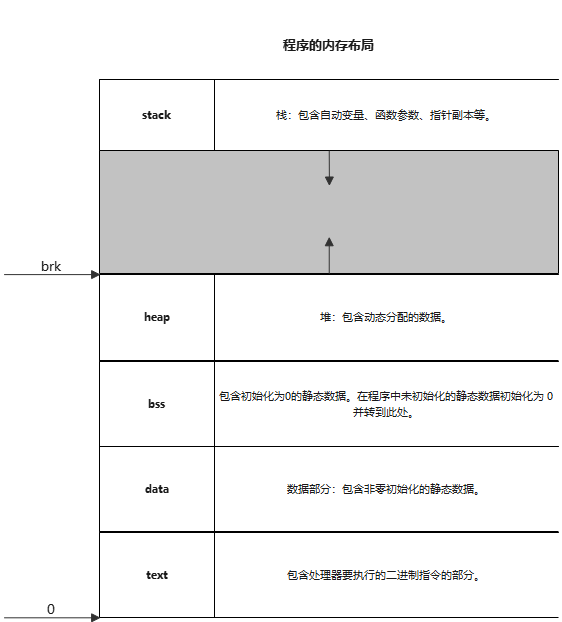 程序的内存布局
stack
栈：包含自动变量、函数参数、指针副本等。
brk
heap
堆：包含动态分配的数据。
bss
包含初始化为0的静态数据。在程序中未初始化的静态数据初始化为 0
并转到此处。
data
数据部分：包含非零初始化的静态数据。
text
包含处理器要执行的二进制指令的部分。
0